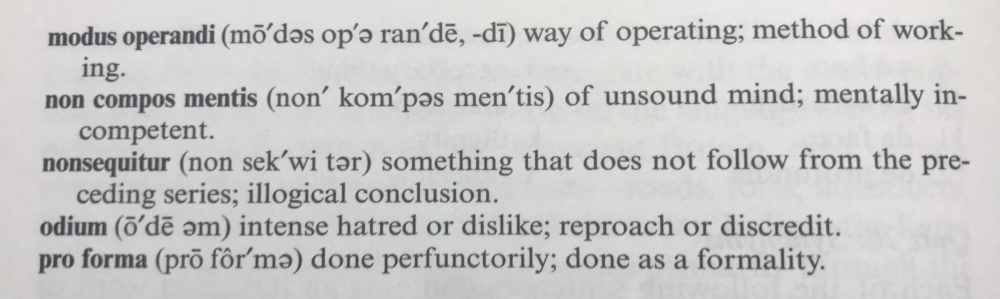 modus operandi (mō′dəs op′ə ran′dē, -dī) way of operating; method of work-
ing.
non compos mentis (non′ kom′pəs men′tis) of unsound mind; mentally in-
competent.
nonsequitur (non sek′wi tər) something that does not follow from the pre-
ceding series; illogical conclusion.
odium (ō′dē əm) intense hatred or dislike; reproach or discredit.
pro forma (prō fôr′mə) done perfunctorily; done as a formality.